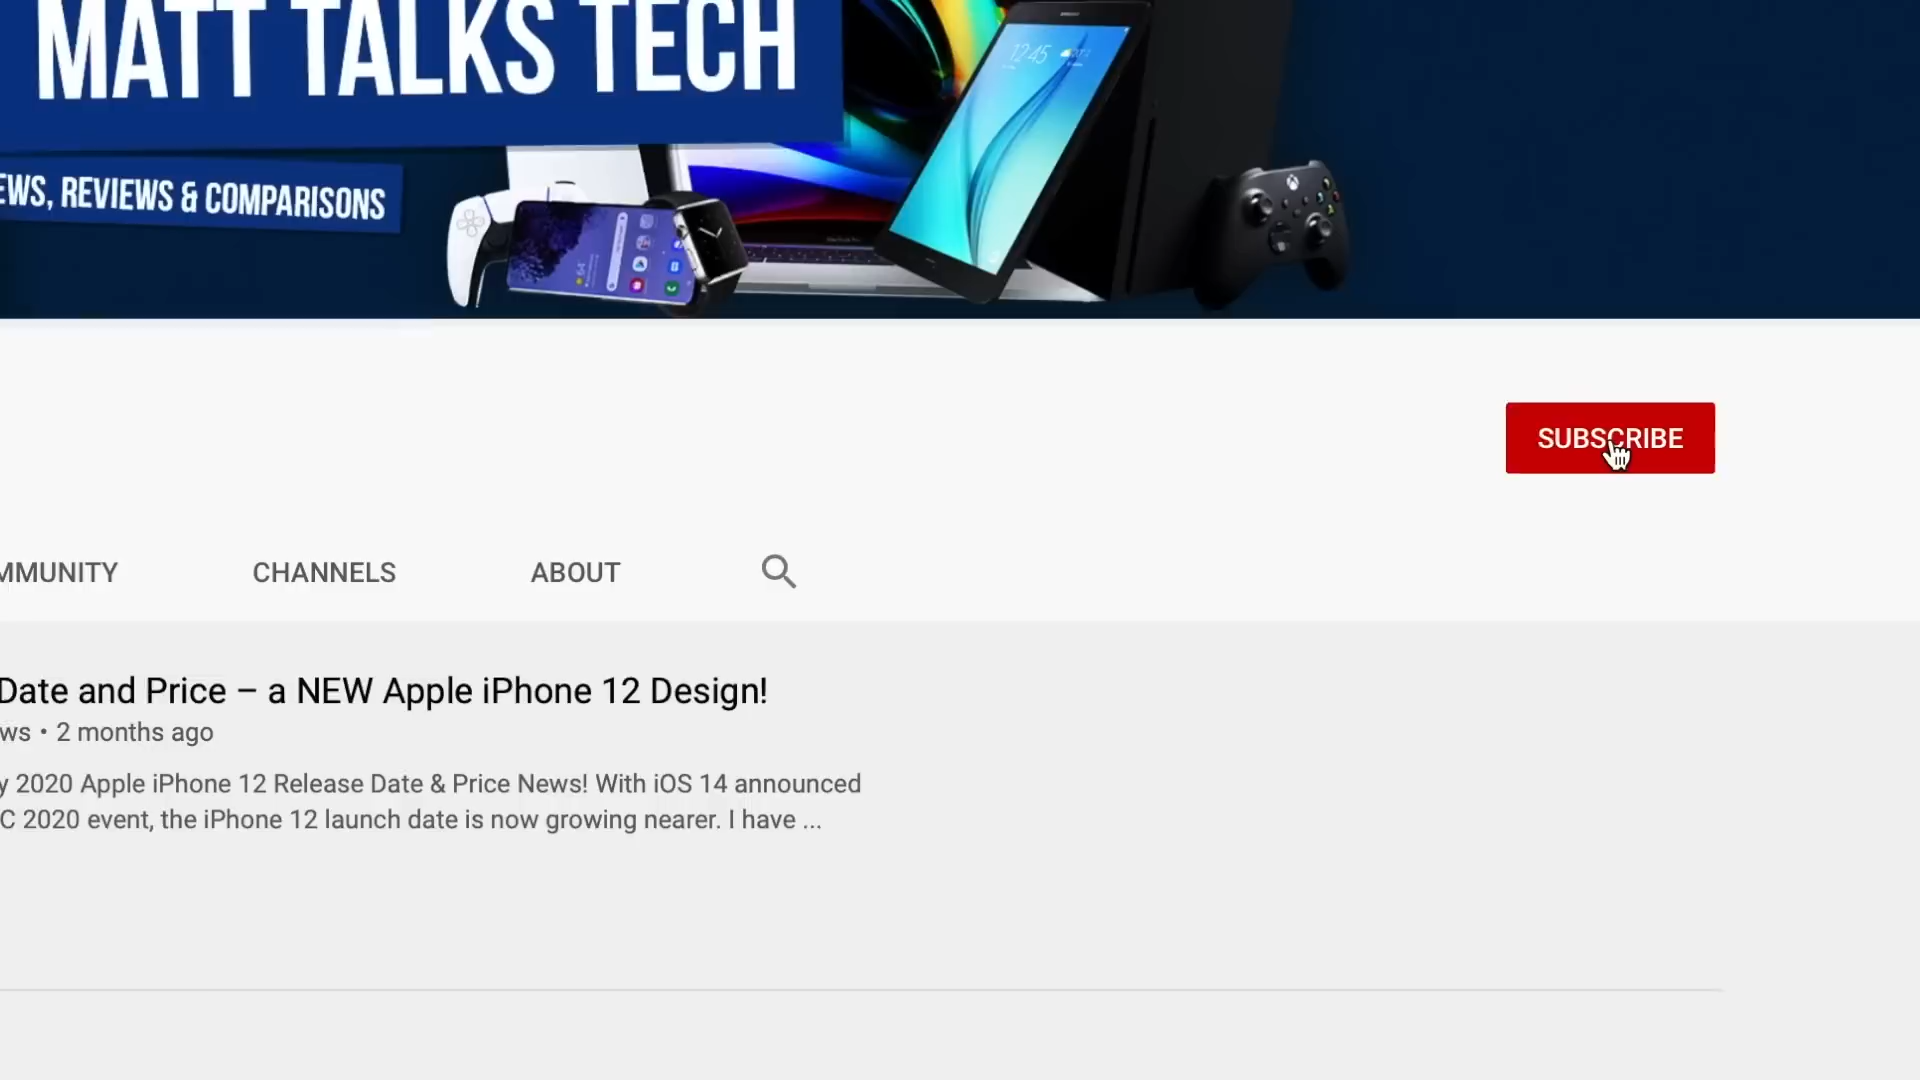 MATT TALKS TECH
EWS, REVIEWS & COMPARISONS
12:45
SUBSCRIBE
MMUNITY
CHANNELS
ABOUT
Date and Price – a NEW Apple iPhone 12 Design!
ws • 2 months ago
y 2020 Apple iPhone 12 Release Date & Price News! With iOS 14 announced
C 2020 event, the iPhone 12 launch date is now growing nearer. I have ...